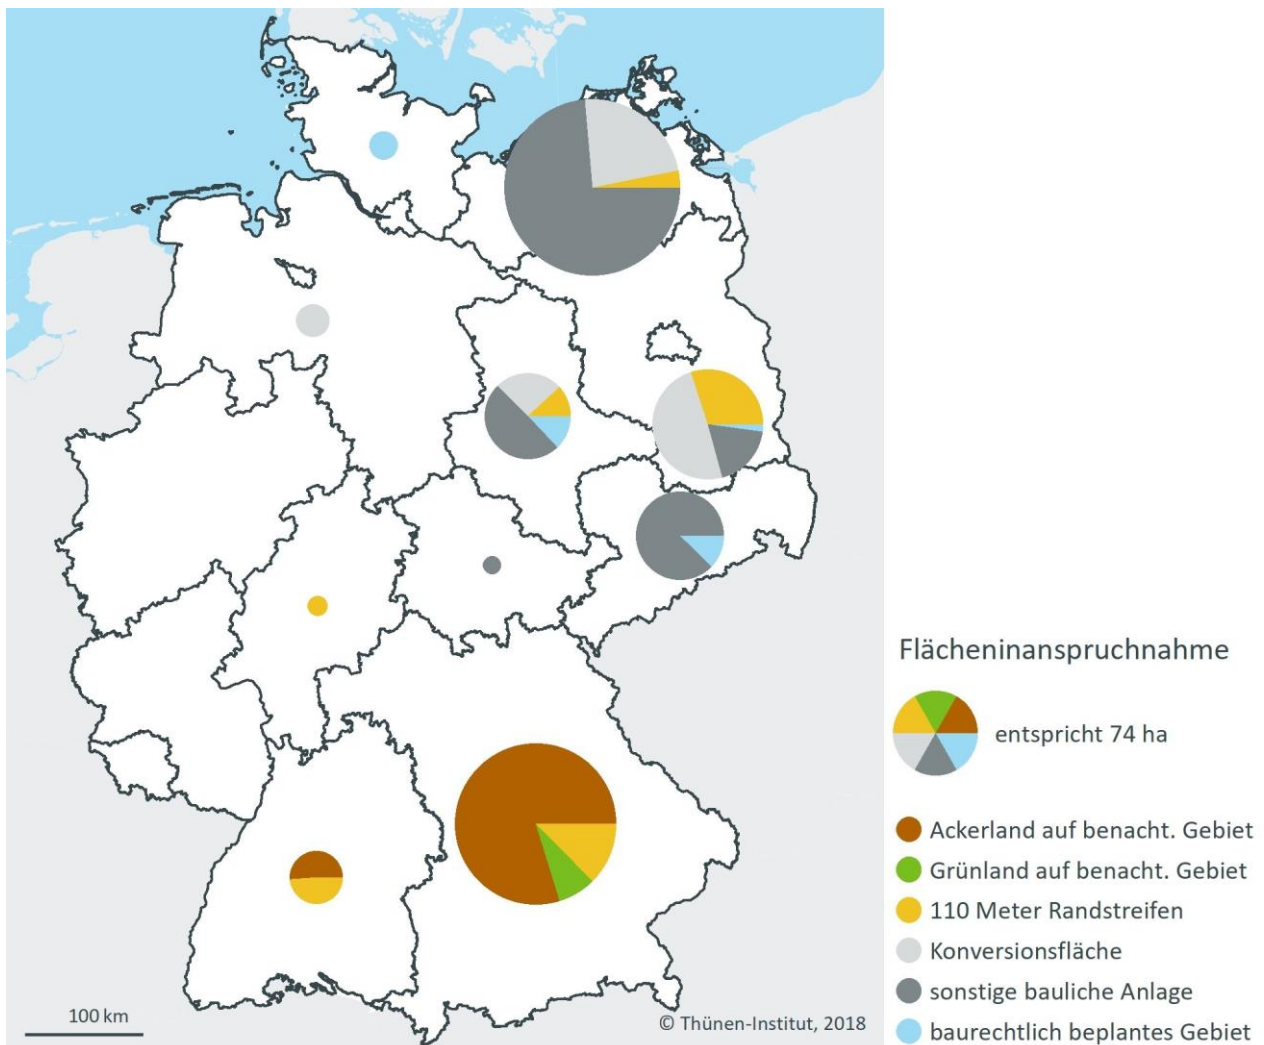 Flächeninanspruchnahme
entspricht 74 ha
Ackerland auf benacht. Gebiet
Grünland auf benacht. Gebiet
110 Meter Randstreifen
Konversionsfläche
sonstige bauliche Anlage
baurechtlich beplantes Gebiet
100 km
© Thünen-Institut, 2018